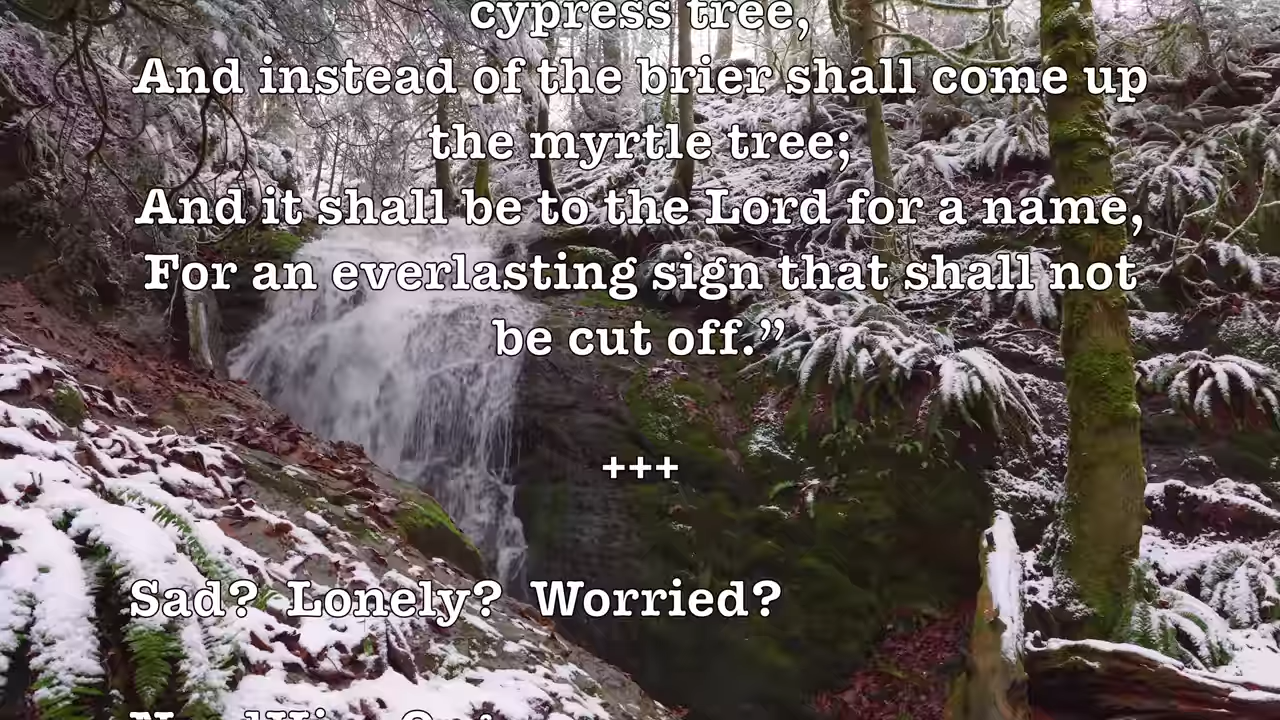 cypress tree,
And instead of the brier shall come up
the myrtle tree;
And it shall be to the Lord for a name,
For an everlasting sign that shall not
be cut off.”
+++
Sad?  Lonely?  Worried?